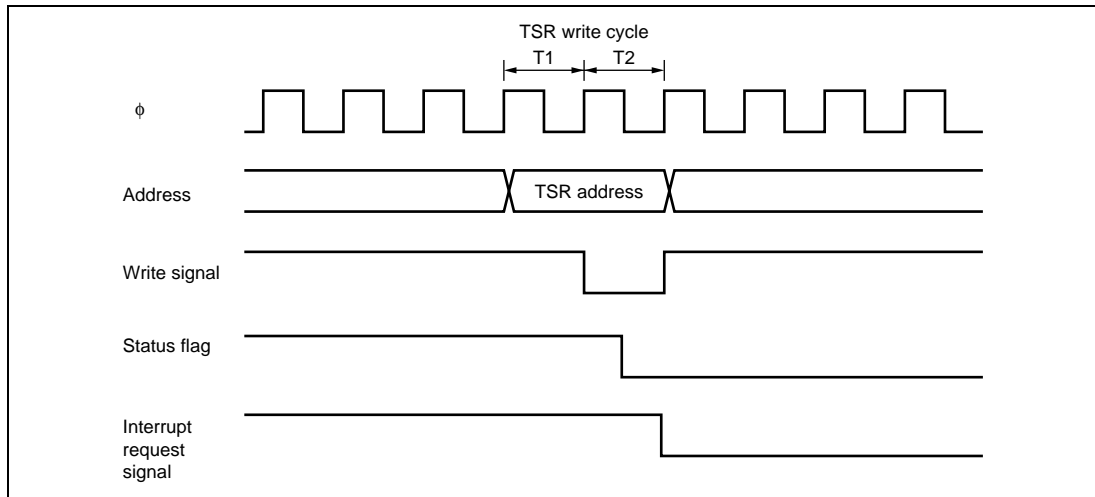 TSR write cycle
T1 T2
ϕ
Address
TSR address
Write signal
Status flag
Interrupt
request
signal